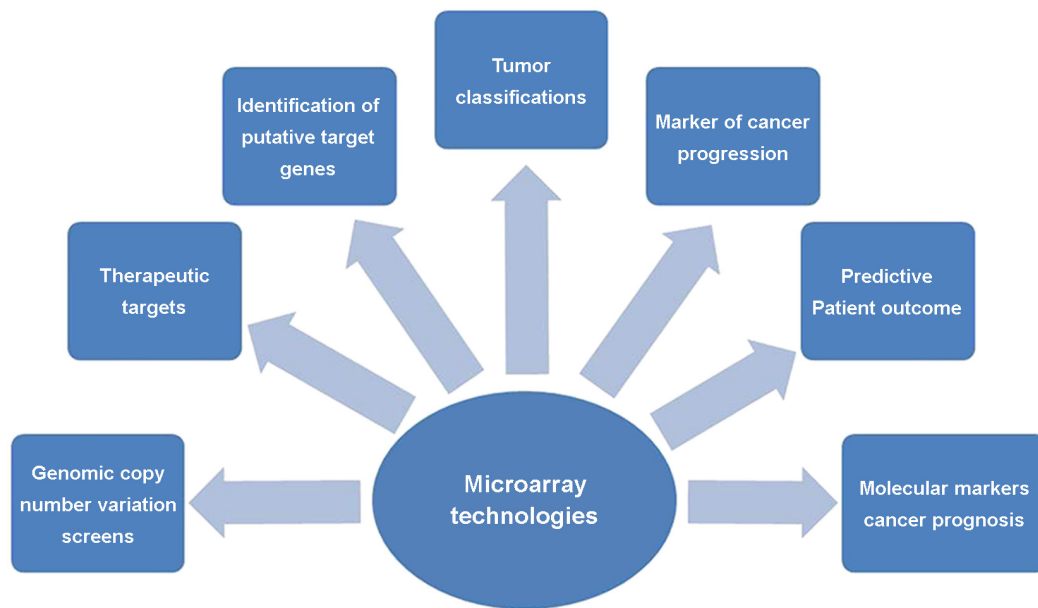 Tumor
classifications
Identification of
putative target
genes
Marker of cancer
progression
Therapeutic
targets
Predictive
Patient outcome
Genomic copy
number variation
screens
Microarray
technologies
Molecular markers
cancer prognosis